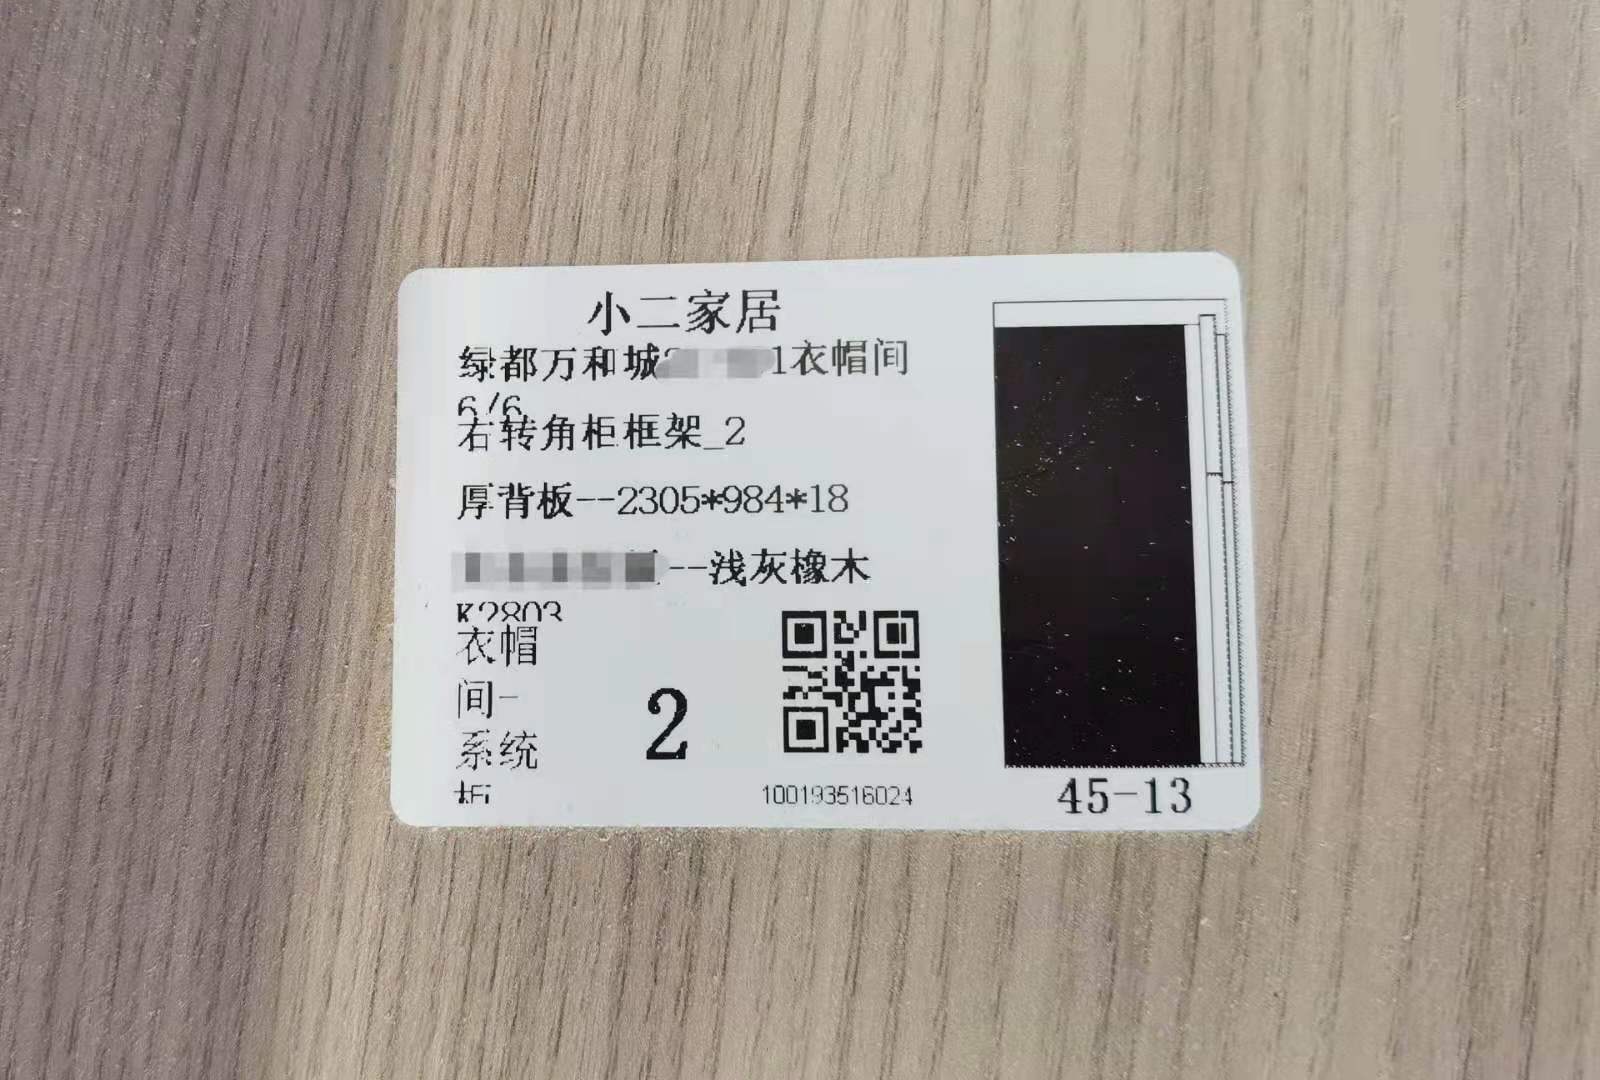 小二家居
绿都万和城 1衣帽间
6/6
右转角柜框架_2
厚背板--2305*984*18
--浅灰橡木
K2803
衣帽
间-
系统
2
100193516024
45-13